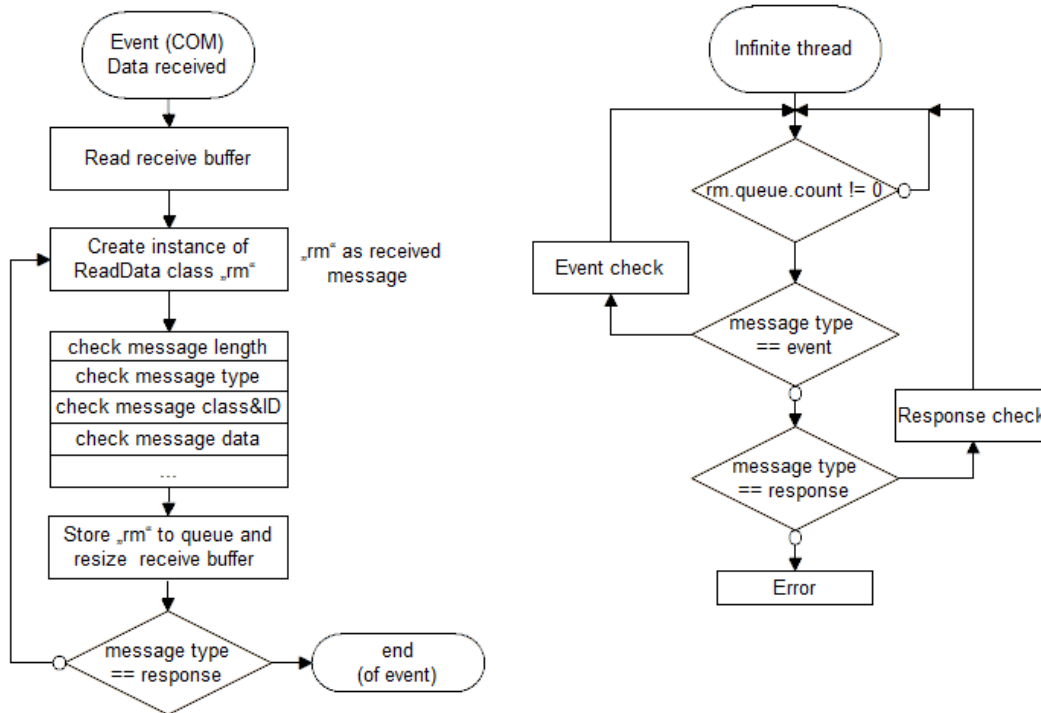 Event (COM)
Data received
Read receive buffer
Create instance of
ReadData class „rm“
„rm“ as received
message
check message length
check message type
check message class&ID
check message data
...
Store „rm“ to queue and
resize receive buffer
message type
== response
end
(of event)
Infinite thread
rm.queue.count != 0
Event check
message type
== event
Response check
message type
== response
Error